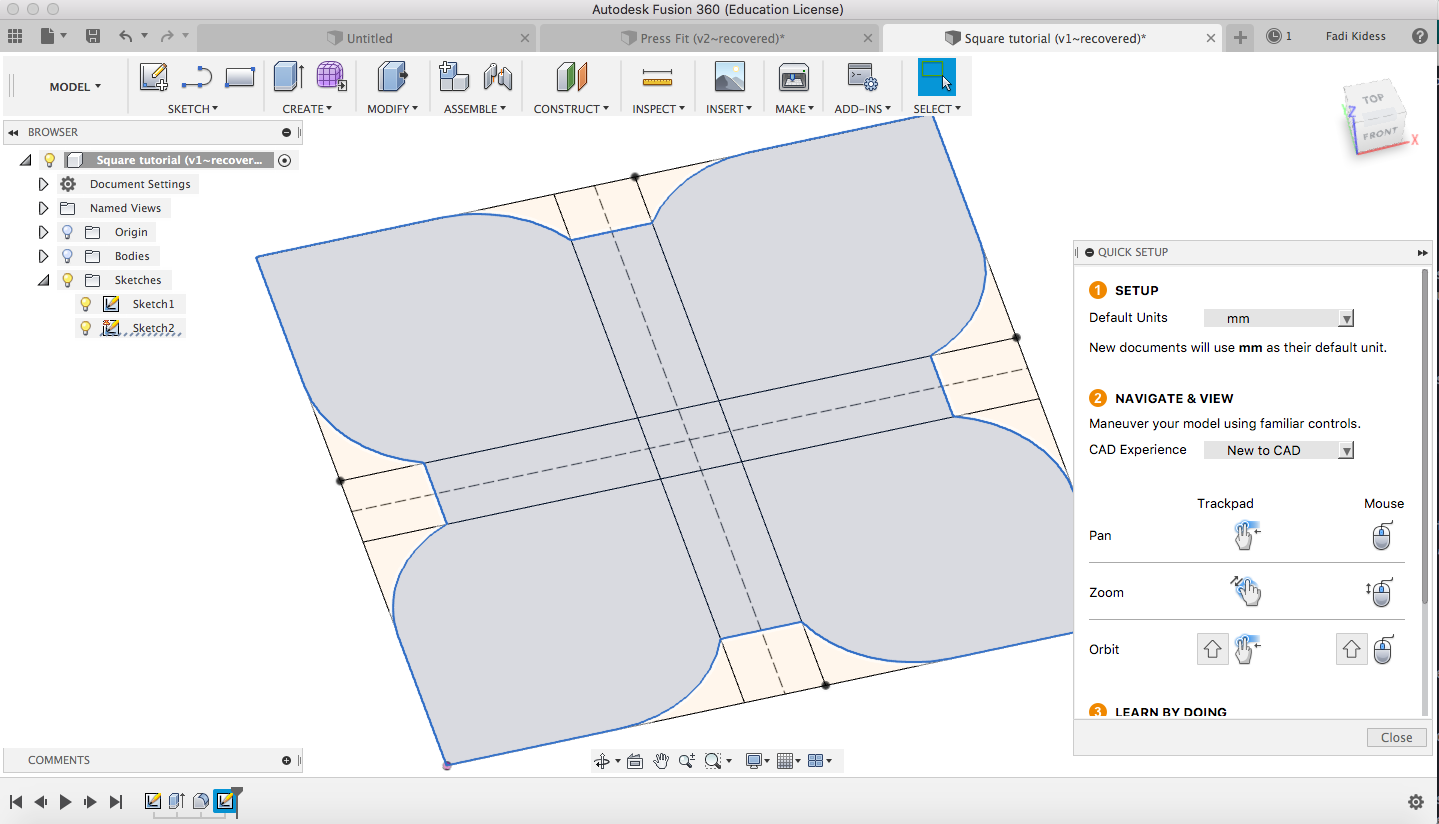 Autodesk Fusion 360 (Education License)
Untitled
Press Fit (v2~recovered)*
Square tutorial (v1~recovered)*
1
Fadi Kidess
MODEL
SKETCH
CREATE
MODIFY
ASSEMBLE
CONSTRUCT
INSPECT
INSERT
MAKE
ADD-INS
SELECT
TOP
FRONT
Z
Y
X
BROWSER
Square tutorial (v1~recover...
Document Settings
Named Views
Origin
Bodies
Sketches
Sketch1
Sketch2
QUICK SETUP
1 SETUP
Default Units mm
New documents will use mm as their default unit.
2 NAVIGATE & VIEW
Maneuver your model using familiar controls.
CAD Experience New to CAD
Trackpad Mouse
Pan
Zoom
Orbit
3 LEARN BY DOING
Close
COMMENTS